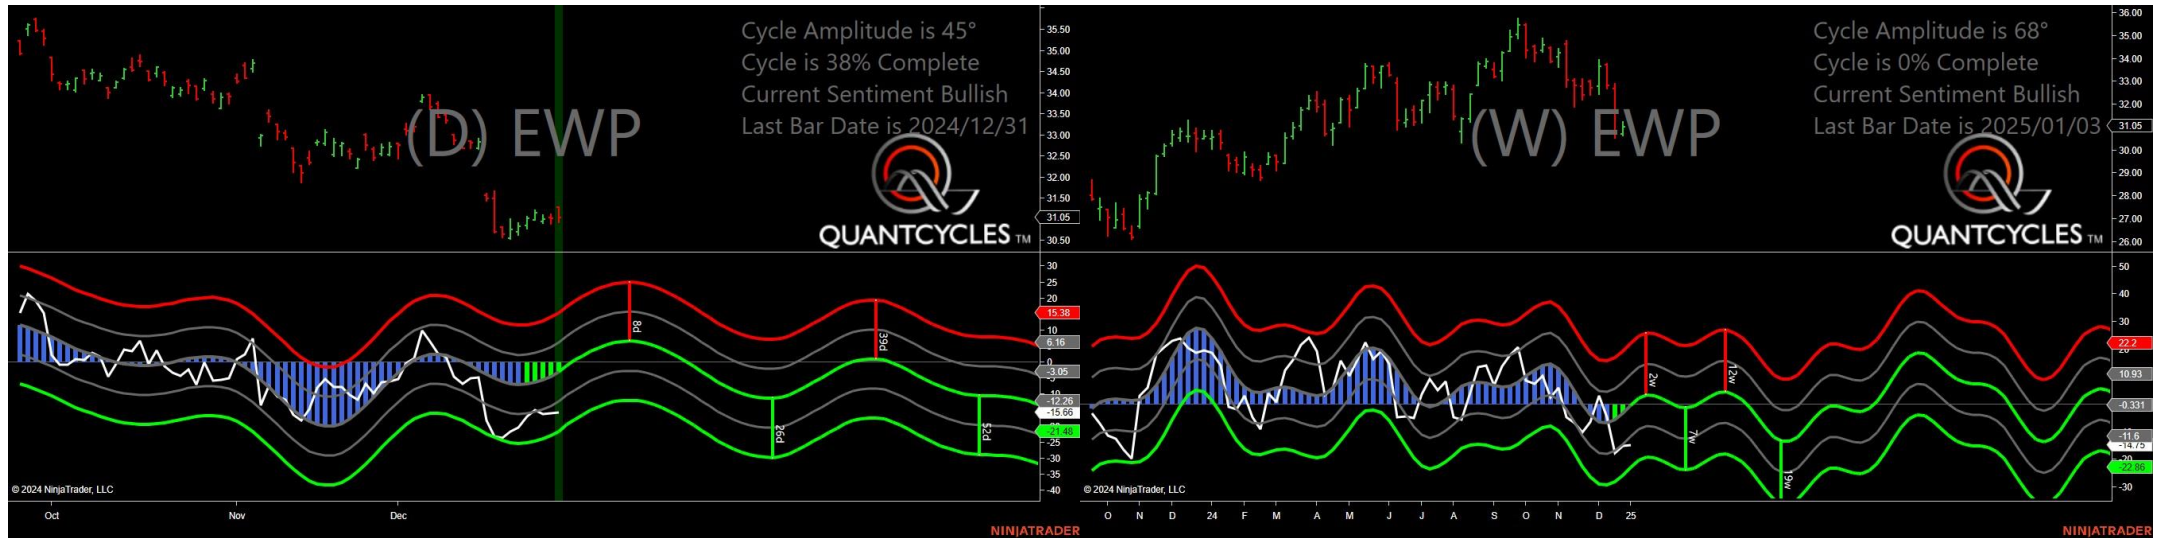 Cycle Amplitude is 45°
Cycle is 38% Complete
Current Sentiment Bullish
Last Bar Date is 2024/12/31
(D) EWP
QUANTCYCLES TM
35.50
35.00
34.50
34.00
33.50
33.00
32.50
32.00
31.50
31.05
30.50
30
25
20
15.38
10
6.16
0
-3.05
-12.26
-15.66
-21.48
-25
-30
-35
-40
8d
39d
26d
52d
© 2024 NinjaTrader, LLC
Oct Nov Dec
NINJATRADER
Cycle Amplitude is 68°
Cycle is 0% Complete
Current Sentiment Bullish
Last Bar Date is 2025/01/03
(W) EWP
QUANTCYCLES TM
36.00
35.00
34.00
33.00
32.00
31.05
30.00
29.00
28.00
27.00
26.00
50
40
30
22.2
10.93
-0.331
-11.6
-14.75
-22.86
-30
2w
12w
7w
19w
© 2024 NinjaTrader, LLC
O N D 24 F M A M J J A S O N D 25
NINJATRADER